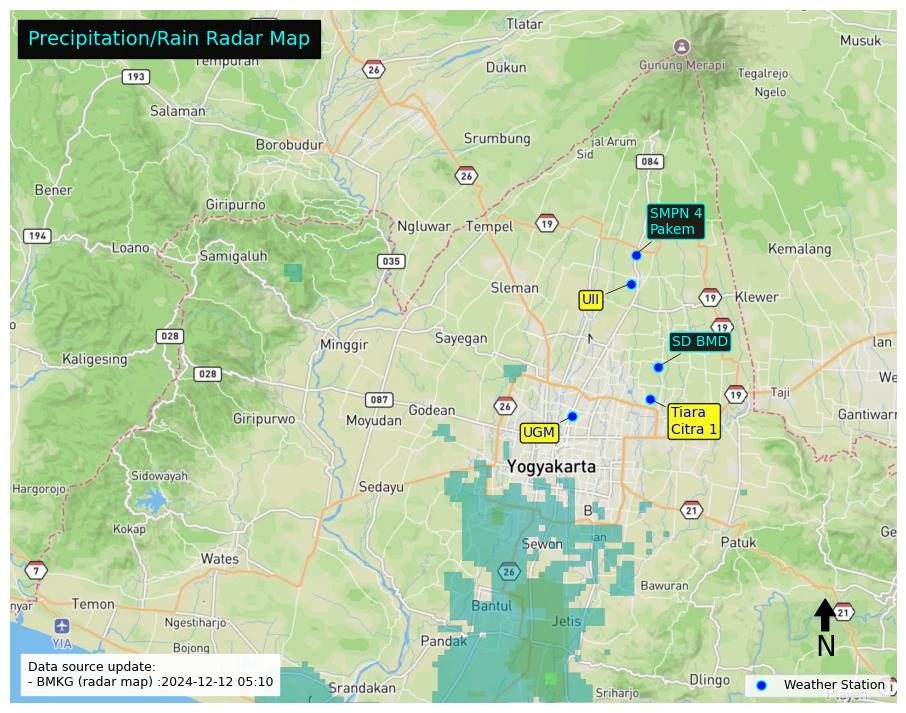 Precipitation/Rain Radar Map
Tlatar
Musuk
26
Gunung Merapi
193
Dukun
Tegalrejo
Ngelo
Salaman
Srumbung
Borobudur
jal Arum
Sid
084
26
Bener
Giripurno
SMPN 4
Pakem
19
Ngluwar
Tempel
194
Loano
Samigaluh
035
Kemalang
Sleman
UII
19
Klewer
19
028
Minggir
Sayegan
SD BMD
lan
Kaligesing
028
We
087
19
Taji
Godean
26
Giripurwo
Moyudan
Tiara
Citra 1
Gantiwar
UGM
Yogyakarta
Sidowayah
Hargorojo
Sedayu
21
B
Kokap
Ge
Sewon
an
Patuk
Wates
7
26
Bawuran
nyar
Temon
Bantul
21
Ngestiharjo
Jetis
YIA
Pandak
N
Bojong
Data source update:
- BMKG (radar map) :2024-12-12 05:10
Srandakan
Dlingo
Sriharjo
Weather Station
Playen